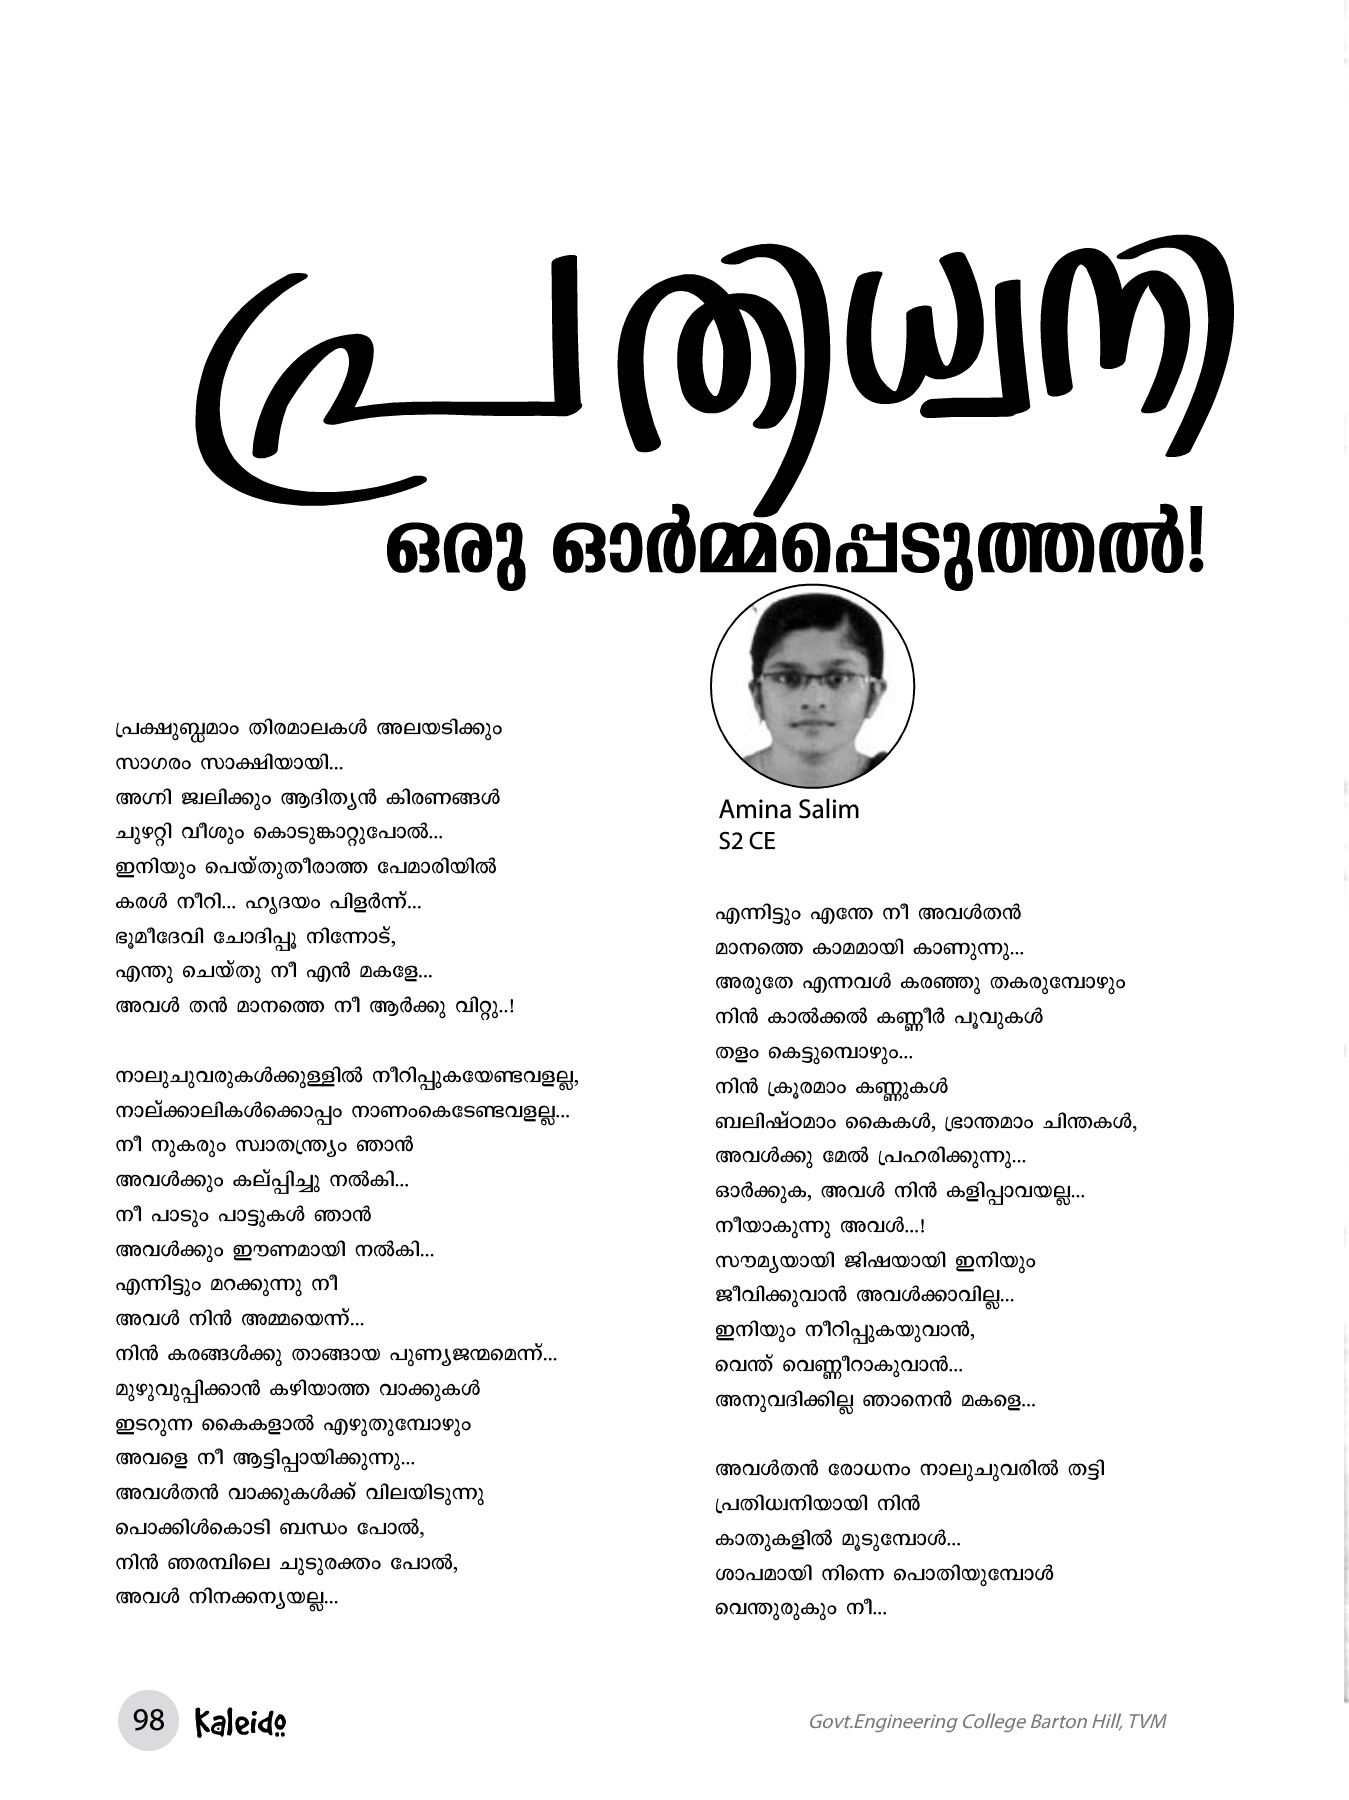 പ്രതിധ്വനി
ഒരു ഓർമ്മപ്പെടുത്തൽ!
പ്രക്ഷുബ്ധമാം തിരമാലകൾ അലയടിക്കും
സാഗരം സാക്ഷിയായി...
അഗ്നി ജ്വലിക്കും ആദിത്യൻ കിരണങ്ങൾ
ചുഴറ്റി വീശും കൊടുങ്കാറ്റുപോൽ...
ഇനിയും പെയ്തുതീരാത്ത പേമാരിയിൽ
കരൾ നീറി... ഹൃദയം പിളർന്ന്...
ഭൂമീദേവി ചോദിപ്പൂ നിന്നോട്,
എന്തു ചെയ്തു നീ എൻ മകളേ...
അവൾ തൻ മാനത്തെ നീ ആർക്കു വിറ്റു..!
നാലുചുവരുകൾക്കുള്ളിൽ നീറിപ്പുകയേണ്ടവളല്ല,
നാല്ക്കാലികൾക്കൊപ്പം നാണംകെടേണ്ടവളല്ല...
നീ നുകരും സ്വാതന്ത്ര്യം ഞാൻ
അവൾക്കും കല്പ്പിച്ചു നൽകി...
നീ പാടും പാട്ടുകൾ ഞാൻ
അവൾക്കും ഈണമായി നൽകി...
എന്നിട്ടും മറക്കുന്നു നീ
അവൾ നിൻ അമ്മയെന്ന്...
നിൻ കരങ്ങൾക്കു താങ്ങായ പുണ്യജന്മമെന്ന്...
മുഴുവുപ്പിക്കാൻ കഴിയാത്ത വാക്കുകൾ
ഇടറുന്ന കൈകളാൽ എഴുതുമ്പോഴും
അവളെ നീ ആട്ടിപ്പായിക്കുന്നു...
അവൾതൻ വാക്കുകൾക്ക് വിലയിടുന്നു
പൊക്കിൾകൊടി ബന്ധം പോൽ,
നിൻ ഞരമ്പിലെ ചുടുരക്തം പോൽ,
അവൾ നിനക്കന്യയല്ല...
Amina Salim
S2 CE
എന്നിട്ടും എന്തേ നീ അവൾതൻ
മാനത്തെ കാമമായി കാണുന്നു...
അരുതേ എന്നവൾ കരഞ്ഞു തകരുമ്പോഴും
നിൻ കാൽക്കൽ കണ്ണീർ പൂവുകൾ
തളം കെട്ടുമ്പൊഴും...
നിൻ ക്രൂരമാം കണ്ണുകൾ
ബലിഷ്ഠമാം കൈകൾ, ഭ്രാന്തമാം ചിന്തകൾ,
അവൾക്കു മേൽ പ്രഹരിക്കുന്നു...
ഓർക്കുക, അവൾ നിൻ കളിപ്പാവയല്ല...
നീയാകുന്നു അവൾ...!
സൗമ്യയായി ജിഷയായി ഇനിയും
ജീവിക്കുവാൻ അവൾക്കാവില്ല...
ഇനിയും നീറിപ്പുകയുവാൻ,
വെന്ത് വെണ്ണീറാകുവാൻ...
അനുവദിക്കില്ല ഞാനെൻ മകളെ...
അവൾതൻ രോധനം നാലുചുവരിൽ തട്ടി
പ്രതിധ്വനിയായി നിൻ
കാതുകളിൽ മൂടുമ്പോൾ...
ശാപമായി നിന്നെ പൊതിയുമ്പോൾ
വെന്തുരുകും നീ...
98 Kaleido
Govt.Engineering College Barton Hill, TVM